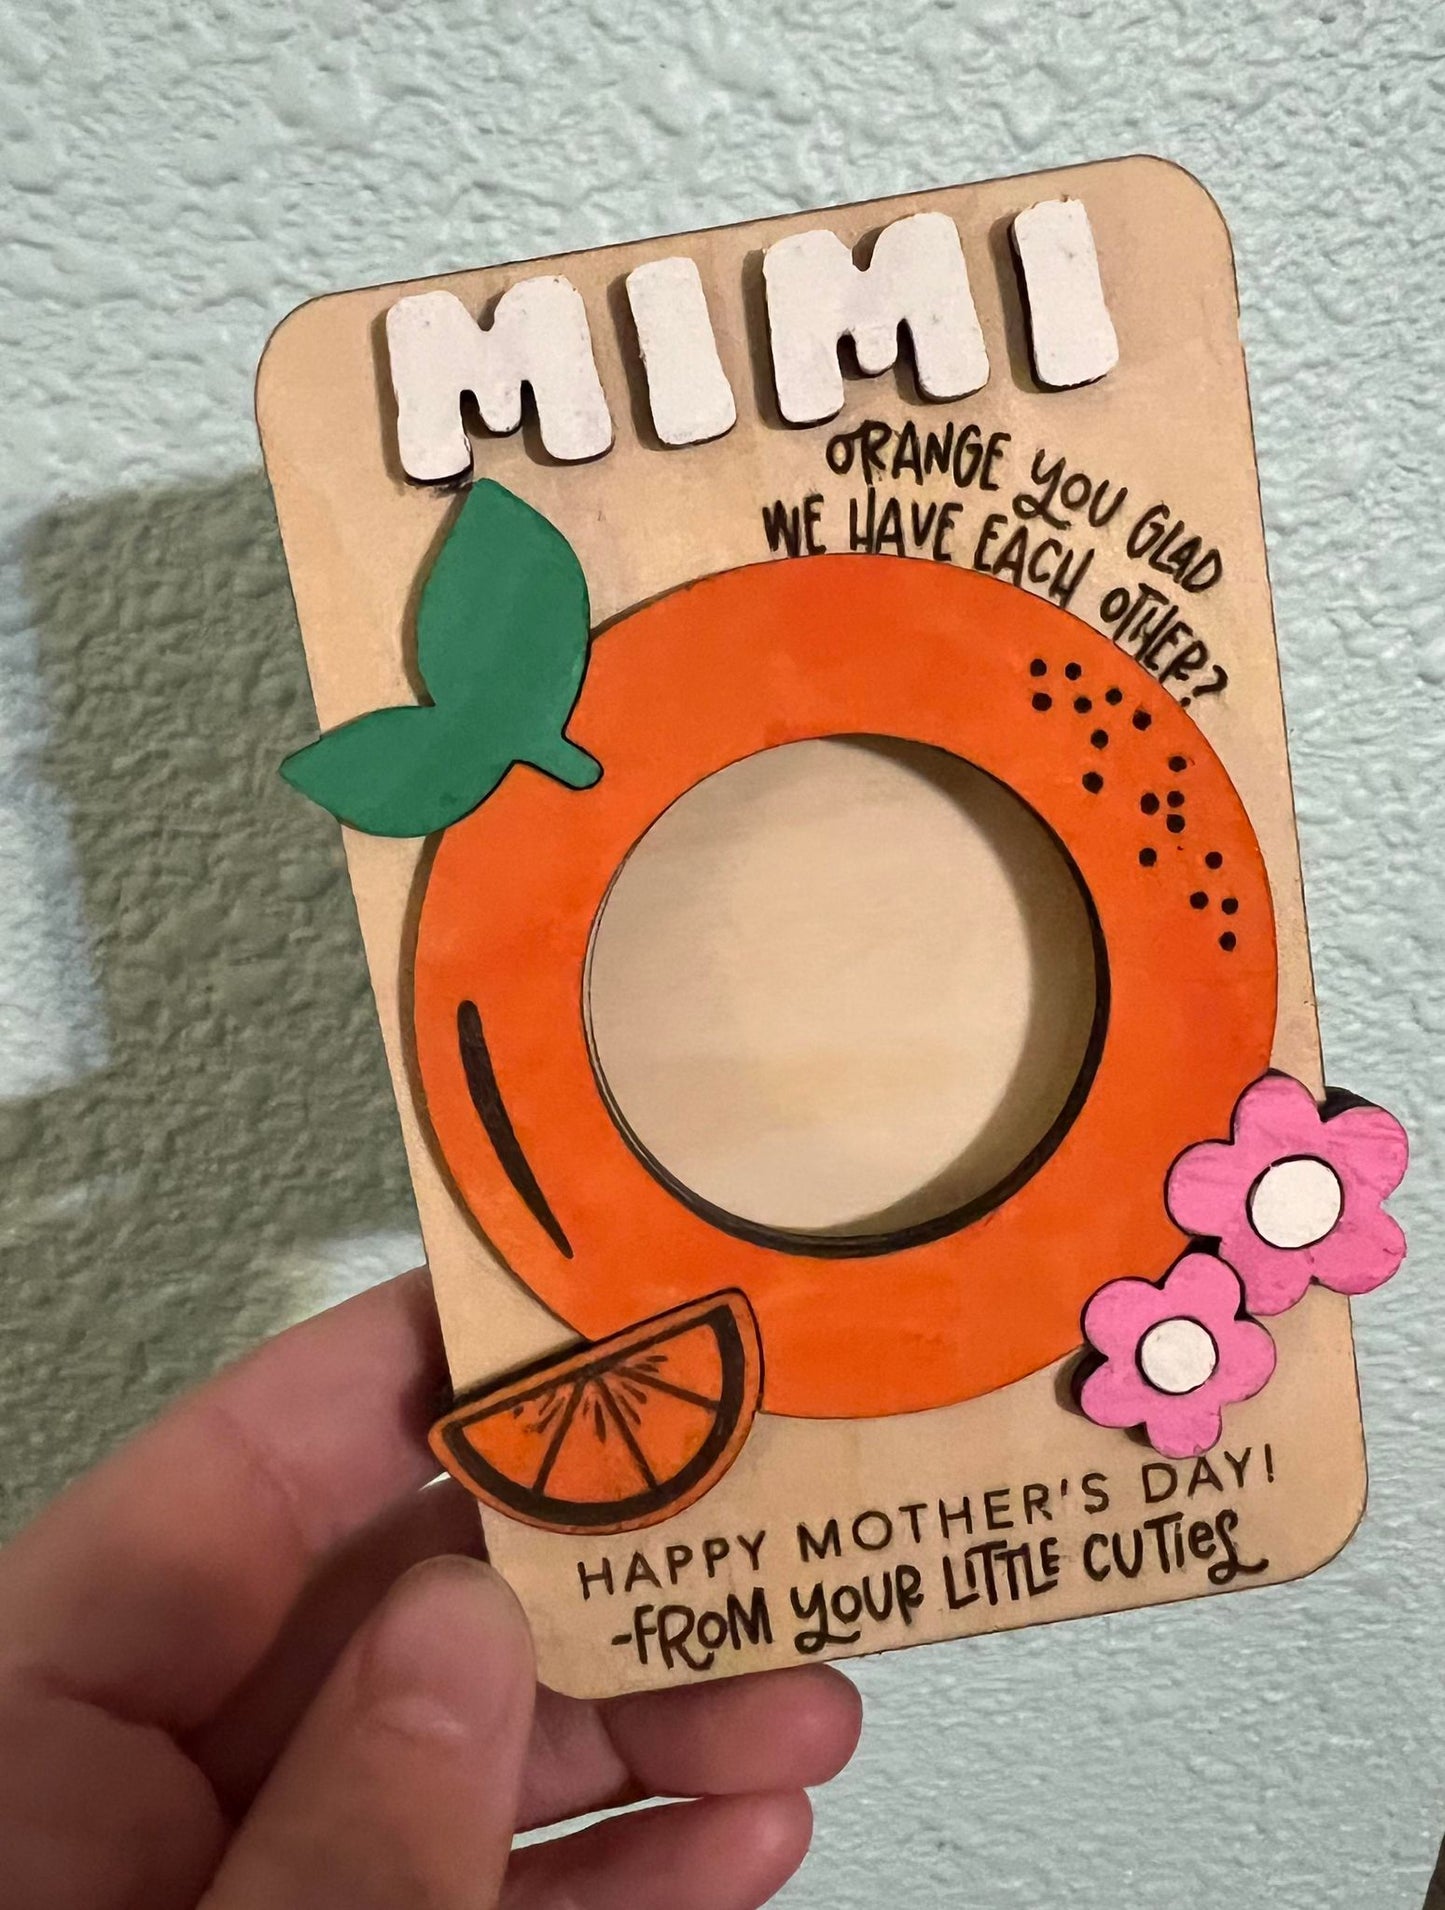 MIMI
ORANGE YOU GLAD
WE HAVE EACH OTHER?
HAPPY MOTHER'S DAY!
-FROM YOUR LITTLE CUTIES